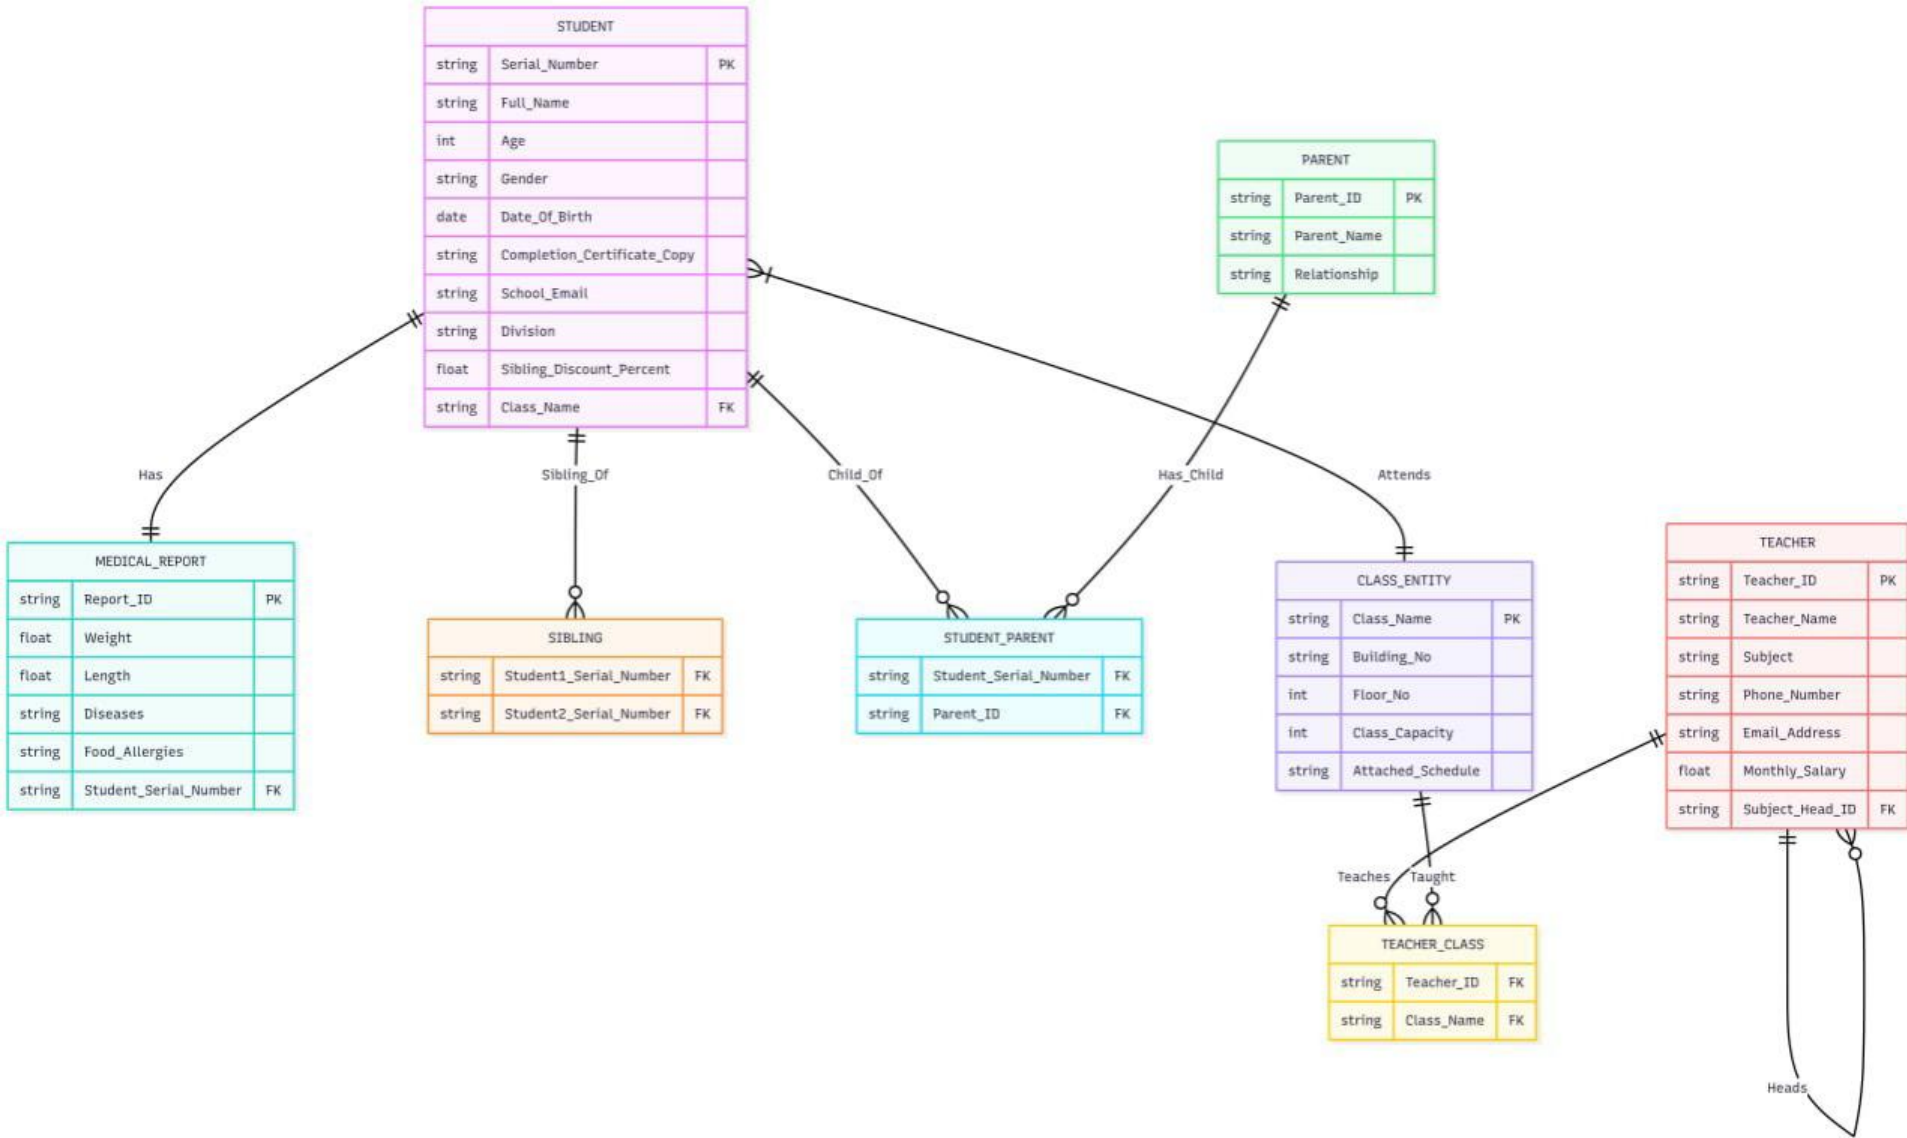 STUDENT
string Serial_Number PK
string Full_Name
int Age
string Gender
date Date_Of_Birth
string Completion_Certificate_Copy
string School_Email
string Division
float Sibling_Discount_Percent
string Class_Name FK
PARENT
string Parent_ID PK
string Parent_Name
string Relationship
Has
Sibling_Of
Child_Of
Has_Child
Attends
MEDICAL_REPORT
string Report_ID PK
float Weight
float Length
string Diseases
string Food_Allergies
string Student_Serial_Number FK
SIBLING
string Student1_Serial_Number FK
string Student2_Serial_Number FK
STUDENT_PARENT
string Student_Serial_Number FK
string Parent_ID FK
CLASS_ENTITY
string Class_Name PK
string Building_No
int Floor_No
int Class_Capacity
string Attached_Schedule
TEACHER
string Teacher_ID PK
string Teacher_Name
string Subject
string Phone_Number
string Email_Address
float Monthly_Salary
string Subject_Head_ID FK
Teaches
Taught
TEACHER_CLASS
string Teacher_ID FK
string Class_Name FK
Heads